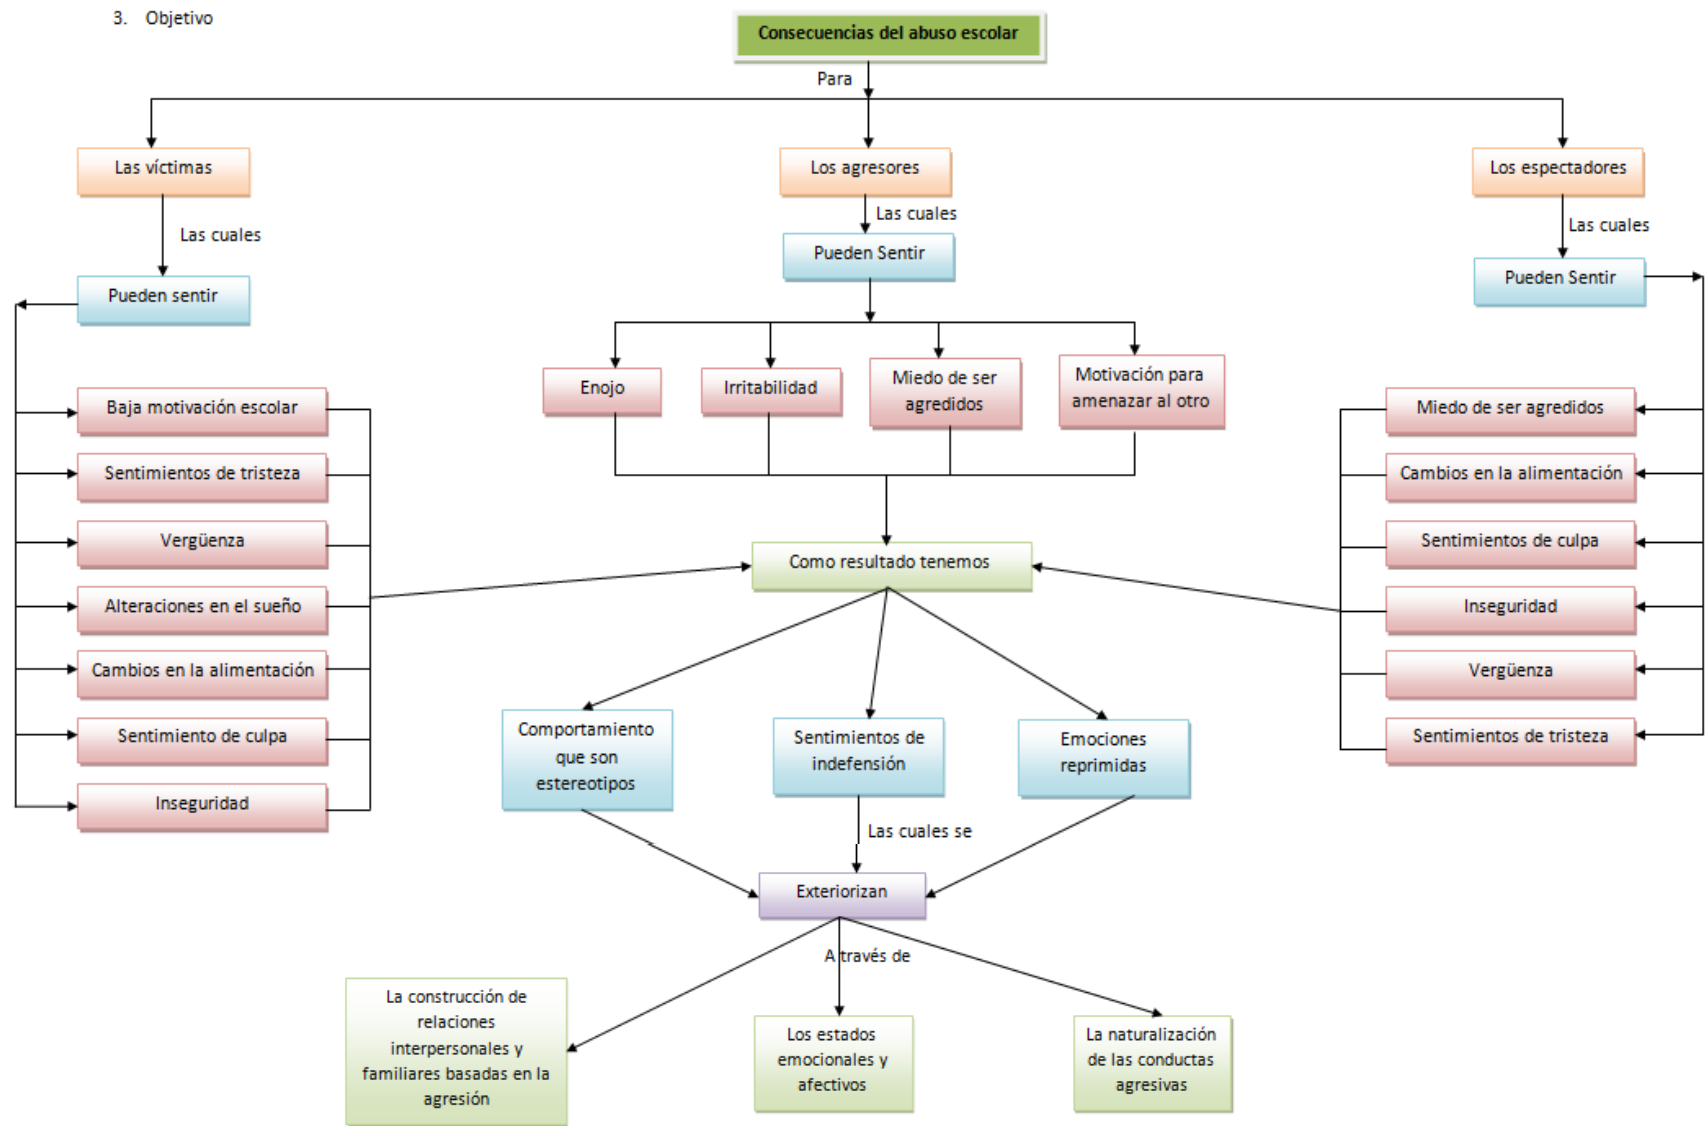 3. Objetivo
Consecuencias del abuso escolar
Para
Las víctimas
Los agresores
Los espectadores
Las cuales
Las cuales
Las cuales
Pueden sentir
Pueden Sentir
Pueden Sentir
Baja motivación escolar
Sentimientos de tristeza
Vergüenza
Alteraciones en el sueño
Cambios en la alimentación
Sentimiento de culpa
Inseguridad
Enojo
Irritabilidad
Miedo de ser
agredidos
Motivación para
amenazar al otro
Miedo de ser agredidos
Cambios en la alimentación
Sentimientos de culpa
Inseguridad
Vergüenza
Sentimientos de tristeza
Como resultado tenemos
Comportamiento
que son
estereotipos
Sentimientos de
indefensión
Emociones
reprimidas
Las cuales se
Exteriorizan
A través de
La construcción de
relaciones
interpersonales y
familiares basadas en la
agresión
Los estados
emocionales y
afectivos
La naturalización
de las conductas
agresivas